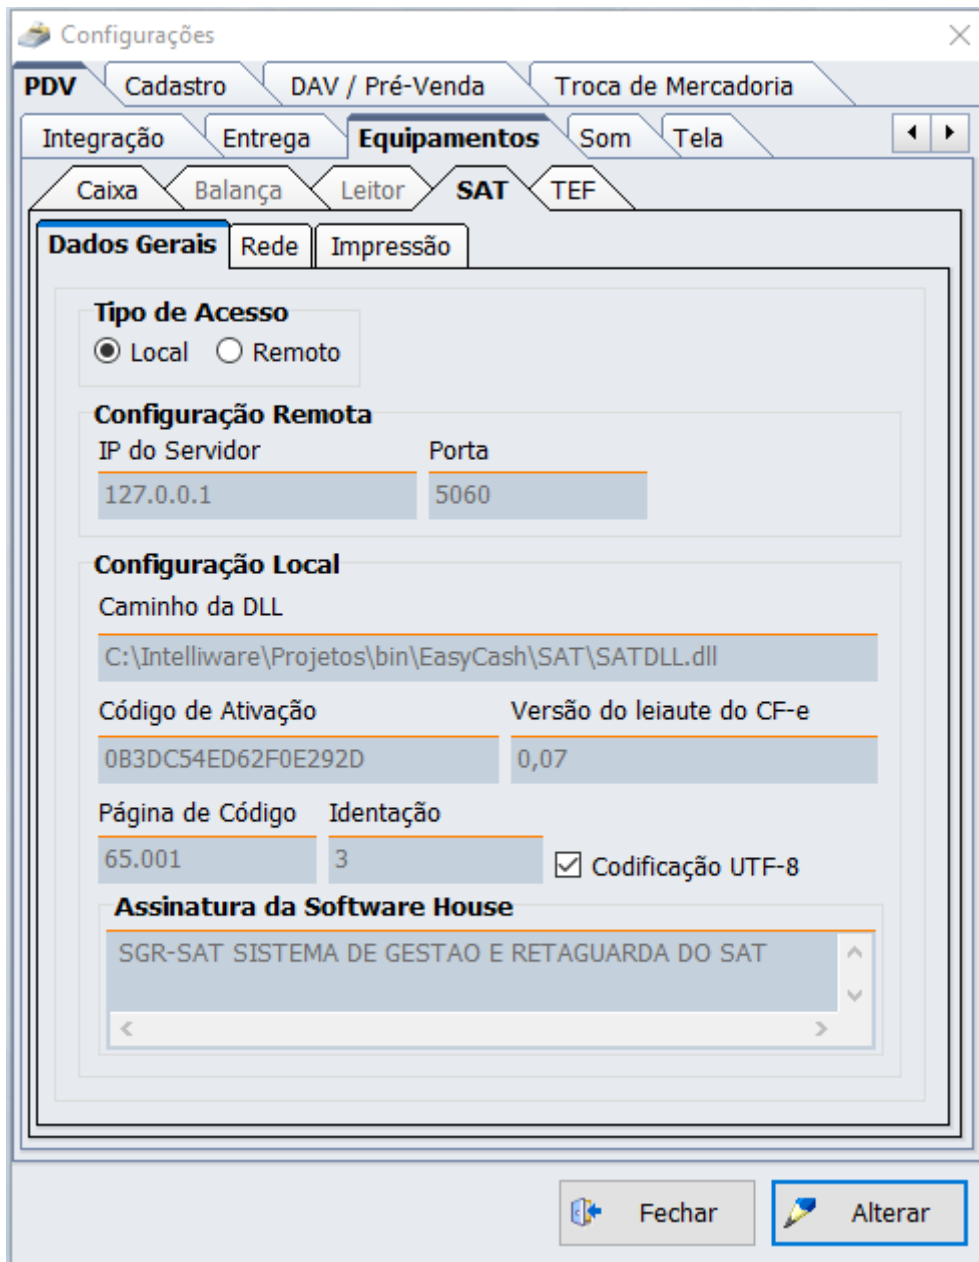 Configurações
PDV Cadastro DAV / Pré-Venda Troca de Mercadoria
Integração Entrega Equipamentos Som Tela
Caixa Balança Leitor SAT TEF
Dados Gerais Rede Impressão
Tipo de Acesso
Local Remoto
Configuração Remota
IP do Servidor Porta
127.0.0.1 5060
Configuração Local
Caminho da DLL
C:\Intelliware\Projetos\bin\EasyCash\SAT\SATDLL.dll
Código de Ativação Versão do leiaute do CF-e
0B3DC54ED62F0E292D 0,07
Página de Código Identação
65.001 3 Codificação UTF-8
Assinatura da Software House
SGR-SAT SISTEMA DE GESTAO E RETAGUARDA DO SAT
Fechar Alterar